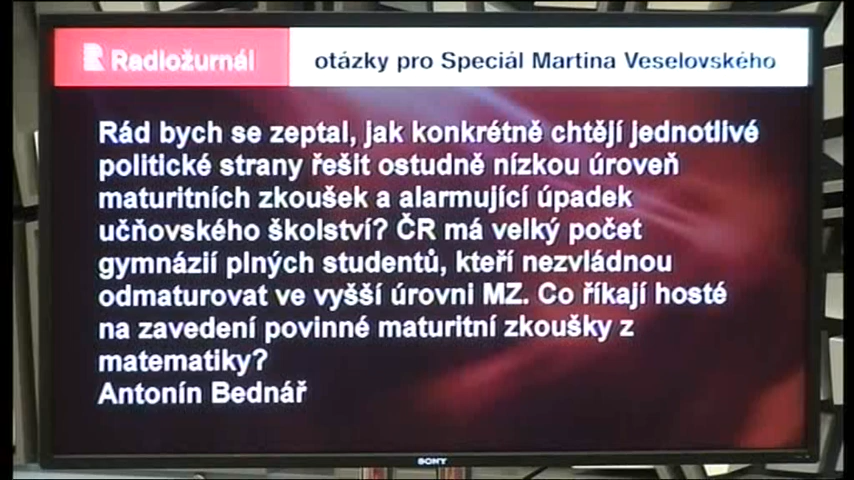 Radiožurnál
otázky pro Speciál Martina Veselovského
Rád bych se zeptal, jak konkrétně chtějí jednotlivé
politické strany řešit ostudně nízkou úroveň
maturitních zkoušek a alarmující úpadek
učňovského školství? ČR má velký počet
gymnázií plných studentů, kteří nezvládnou
odmaturovat ve vyšší úrovni MZ. Co říkají hosté
na zavedení povinné maturitní zkoušky z
matematiky?
Antonín Bednář
SONY